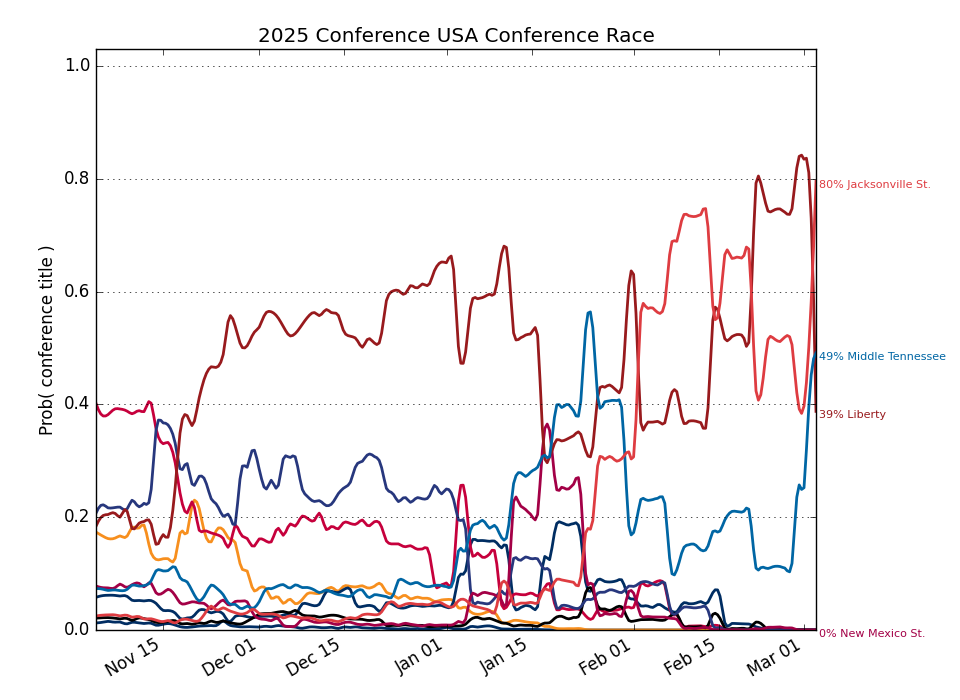 2025 Conference USA Conference Race
Prob( conference title )
1.0
0.8
0.6
0.4
0.2
0.0
80% Jacksonville St.
49% Middle Tennessee
39% Liberty
0% New Mexico St.
Nov 15
Dec 01
Dec 15
Jan 01
Jan 15
Feb 01
Feb 15
Mar 01